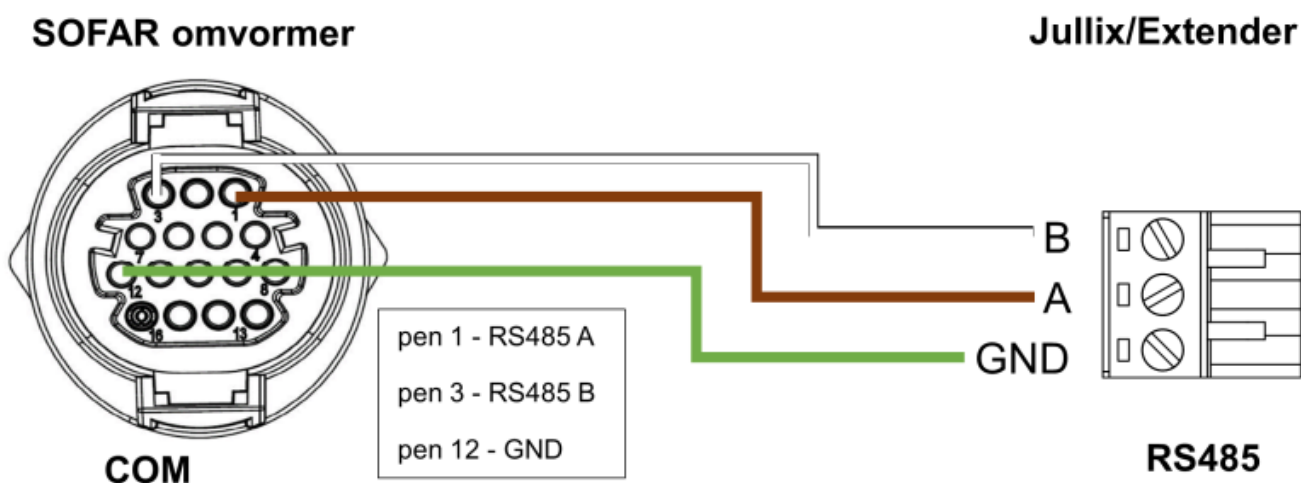 SOFAR omvormer
Jullix/Extender
3
1
7
4
12
8
16
13
B
A
GND
pen 1 - RS485 A
pen 3 - RS485 B
pen 12 - GND
COM
RS485